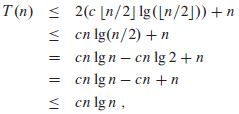 T(n) ≤ 2(c ⌊n/2⌋ lg(⌊n/2⌋)) + n
≤ cn lg(n/2) + n
= cn lg n − cn lg 2 + n
= cn lg n − cn + n
≤ cn lg n ,